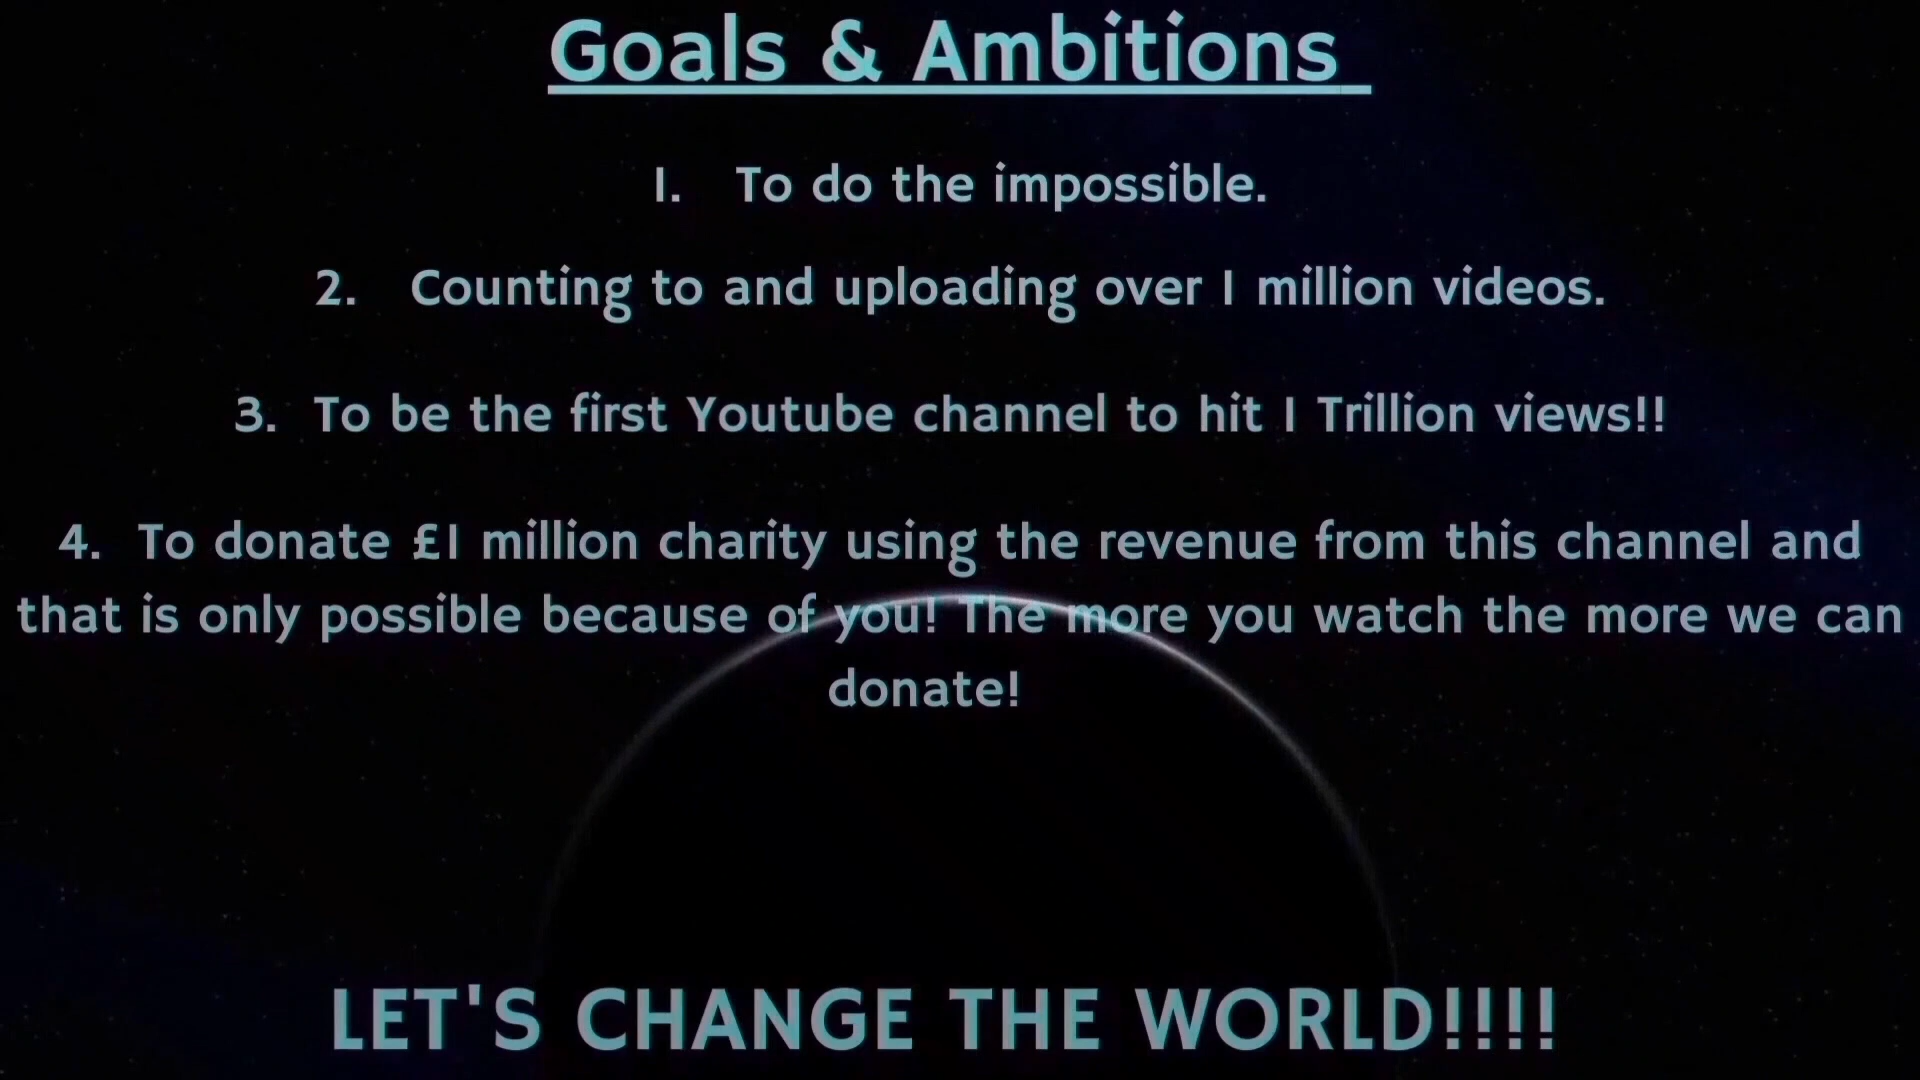 Goals & Ambitions
1. To do the impossible.
2. Counting to and uploading over 1 million videos.
3. To be the first Youtube channel to hit 1 Trillion views!!
4. To donate £1 million charity using the revenue from this channel and
that is only possible because of you! The more you watch the more we can
donate!
LET'S CHANGE THE WORLD!!!!